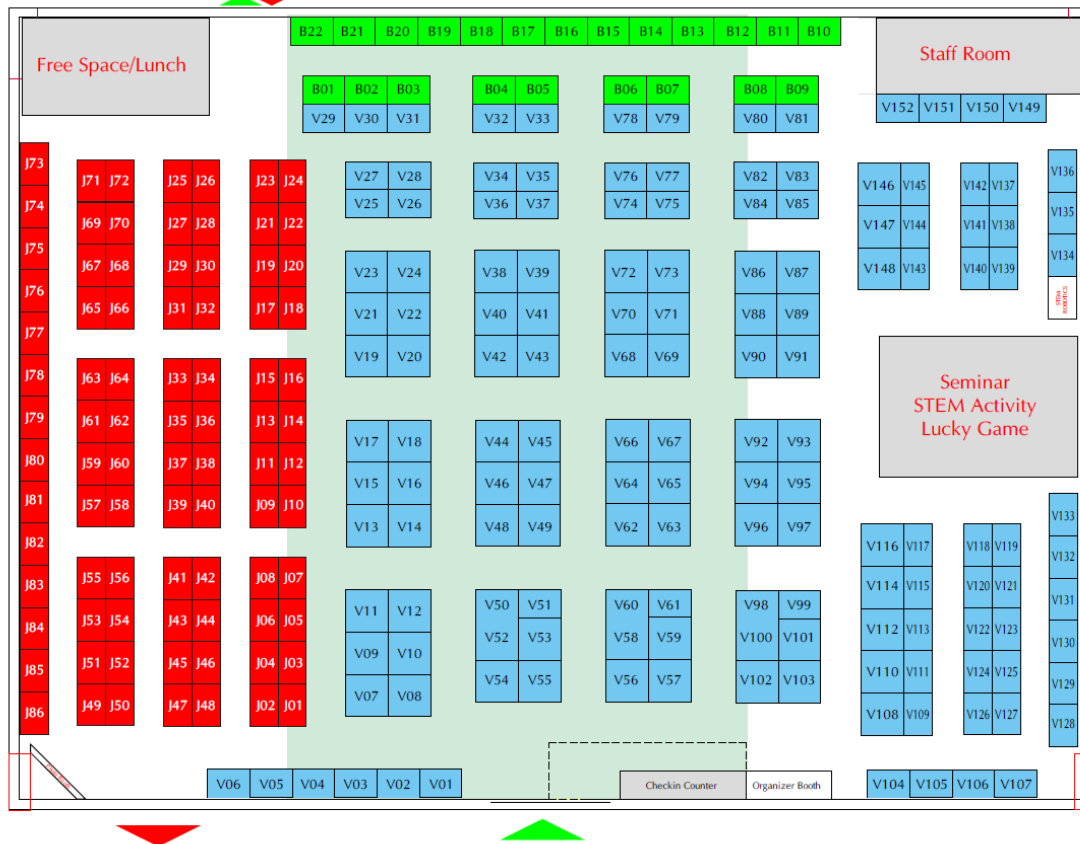 B22 B21 B20 B19 B18 B17 B16 B15 B14 B13 B12 B11 B10
Free Space/Lunch
Staff Room
B01 B02 B03 B04 B05 B06 B07 B08 B09
V29 V30 V31 V32 V33 V78 V79 V80 V81
V152 V151 V150 V149
J73
J74
J75
J76
J77
J78
J79
J80
J81
J82
J83
J84
J85
J86
J71 J72 J25 J26 J23 J24
J69 J70 J27 J28 J21 J22
J67 J68 J29 J30 J19 J20
J65 J66 J31 J32 J17 J18
J63 J64 J33 J34 J15 J16
J61 J62 J35 J36 J13 J14
J59 J60 J37 J38 J11 J12
J57 J58 J39 J40 J09 J10
J55 J56 J41 J42 J08 J07
J53 J54 J43 J44 J06 J05
J51 J52 J45 J46 J04 J03
J49 J50 J47 J48 J02 J01
V27 V28 V34 V35 V76 V77 V82 V83
V25 V26 V36 V37 V74 V75 V84 V85
V23 V24 V38 V39 V72 V73 V86 V87
V21 V22 V40 V41 V70 V71 V88 V89
V19 V20 V42 V43 V68 V69 V90 V91
V17 V18 V44 V45 V66 V67 V92 V93
V15 V16 V46 V47 V64 V65 V94 V95
V13 V14 V48 V49 V62 V63 V96 V97
V11 V12 V50 V51 V60 V61 V98 V99
V09 V10 V52 V53 V58 V59 V100 V101
V07 V08 V54 V55 V56 V57 V102 V103
V146 V145 V142 V137
V147 V144 V141 V138
V148 V143 V140 V139
V136
V135
V134
STEM
ROBOTICS
Seminar
STEM Activity
Lucky Game
V116 V117 V118 V119
V114 V115 V120 V121
V112 V113 V122 V123
V110 V111 V124 V125
V108 V109 V126 V127
V133
V132
V131
V130
V129
V128
V06 V05 V04 V03 V02 V01
Checkin Counter
Organizer Booth
V104 V105 V106 V107